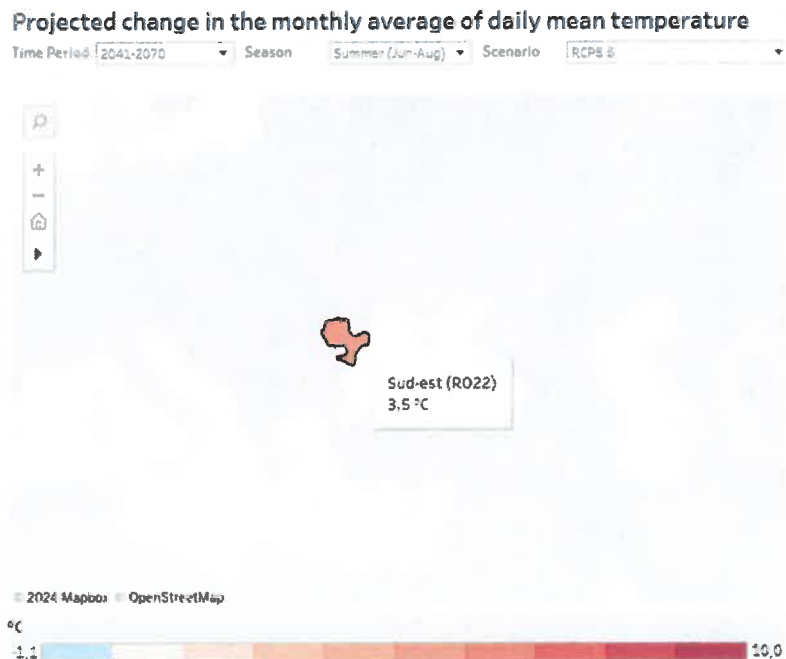 Projected change in the monthly average of daily mean temperature
Time Period 2041-2070 Season Summer (Jun-Aug) Scenario RCP8.5
Sud-est (RO22)
3,5 °C
© 2024 Mapbox © OpenStreetMap
°C
-1,1 10,0